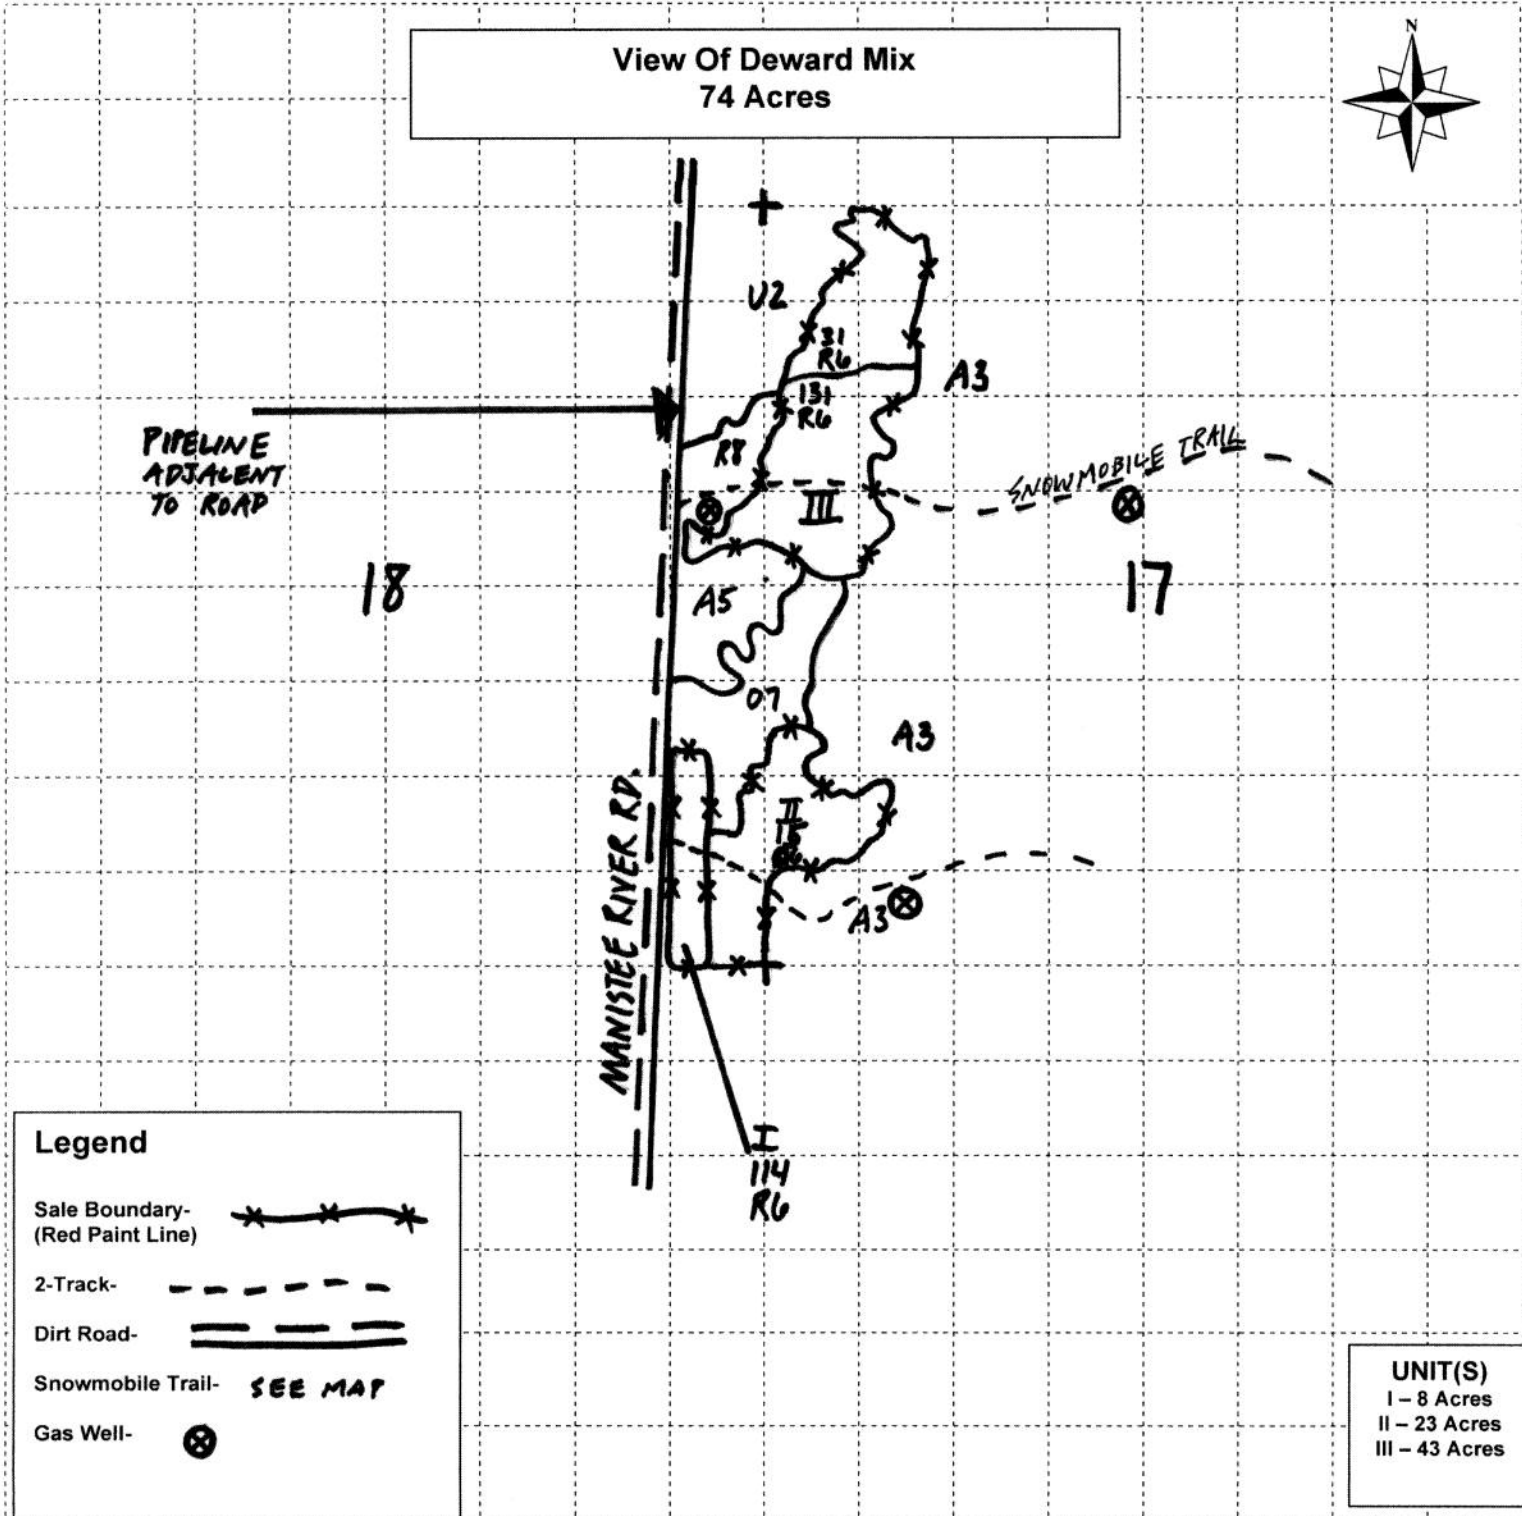 View Of Deward Mix
74 Acres
N
U2
31
R6
A3
131
R6
PIPELINE
ADJACENT
TO ROAD
R8
SNOWMOBILE TRAIL
III
18
A5
17
07
A3
MANISTEE RIVER RD.
II
15
A3
I
114
R6
Legend
Sale Boundary-
(Red Paint Line)
2-Track-
Dirt Road-
Snowmobile Trail- SEE MAP
Gas Well-
UNIT(S)
I – 8 Acres
II – 23 Acres
III – 43 Acres